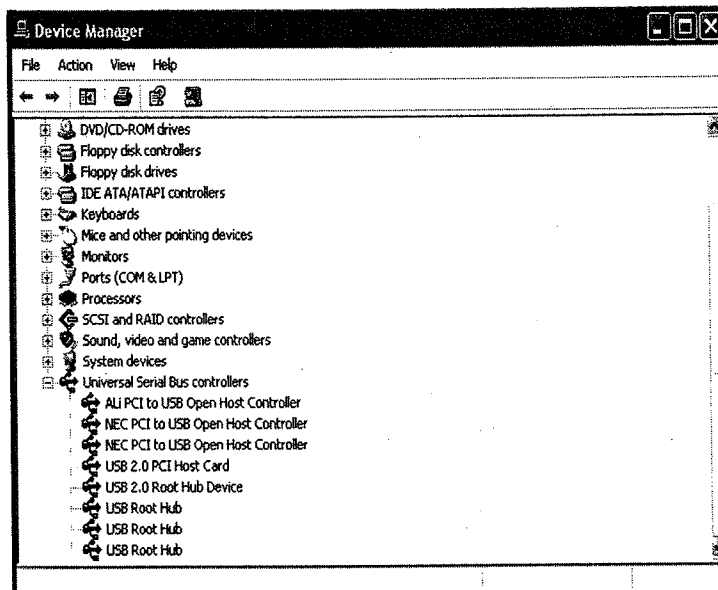 Device Manager
File Action View Help
DVD/CD-ROM drives
Floppy disk controllers
Floppy disk drives
IDE ATA/ATAPI controllers
Keyboards
Mice and other pointing devices
Monitors
Ports (COM & LPT)
Processors
SCSI and RAID controllers
Sound, video and game controllers
System devices
Universal Serial Bus controllers
ALi PCI to USB Open Host Controller
NEC PCI to USB Open Host Controller
NEC PCI to USB Open Host Controller
USB 2.0 PCI Host Card
USB 2.0 Root Hub Device
USB Root Hub
USB Root Hub
USB Root Hub